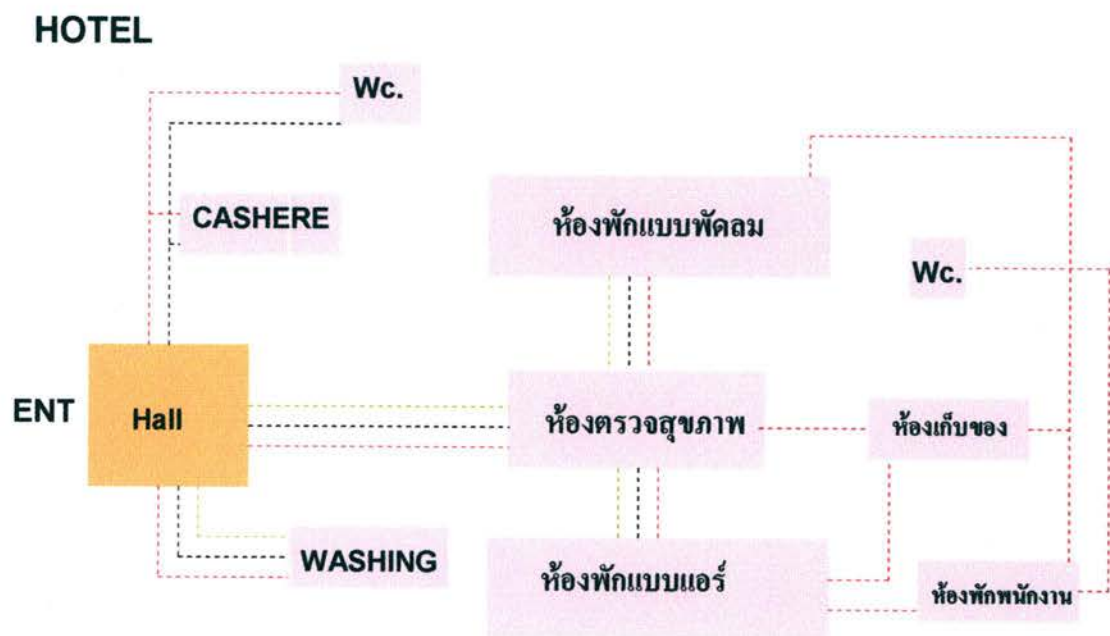 HOTEL
Wc.
CASHERE
ห้องพักแบบพัดลม
Wc.
ENT
Hall
ห้องตรวจสุขภาพ
ห้องเก็บของ
WASHING
ห้องพักแบบแอร์
ห้องพักพนักงาน